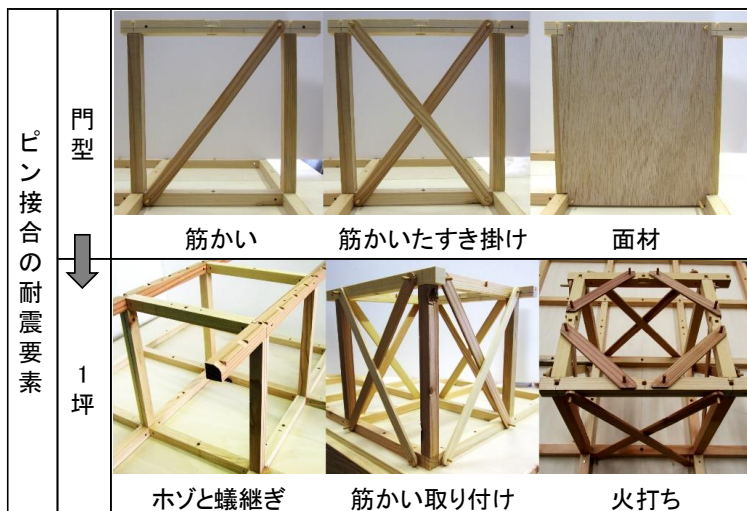 ピン接合の耐震要素
門型
筋かい
筋かいたすき掛け
面材
1坪
ホゾと蟻継ぎ
筋かい取り付け
火打ち